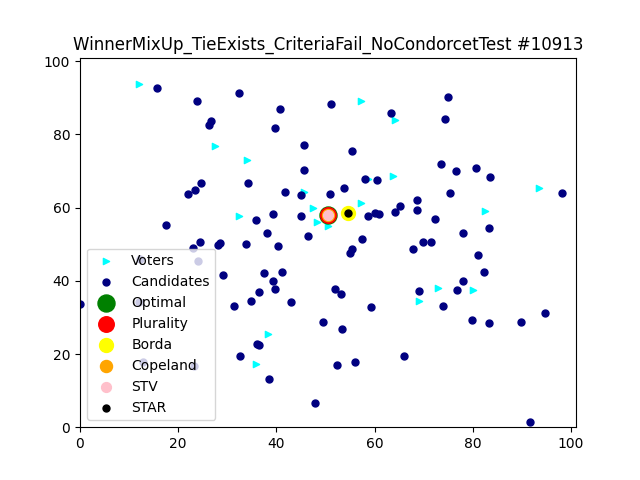 WinnerMixUp_TieExists_CriteriaFail_NoCondorcetTest #10913
100
80
60
40
20
0
0 20 40 60 80 100
Voters
Candidates
Optimal
Plurality
Borda
Copeland
STV
STAR